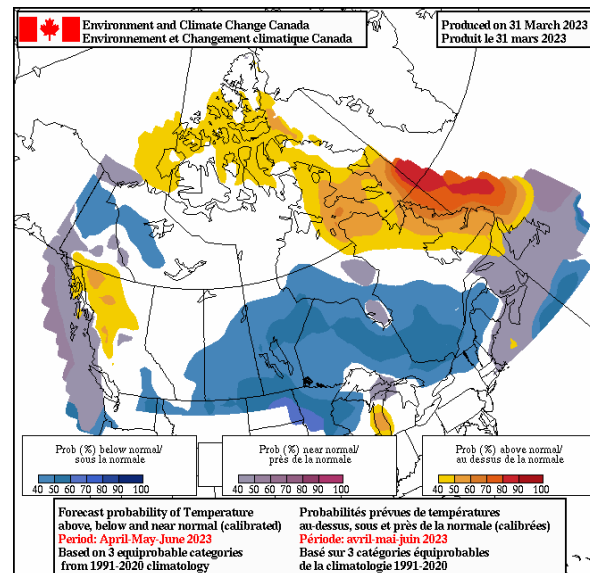 Environment and Climate Change Canada
Environnement et Changement climatique Canada
Produced on 31 March 2023
Produit le 31 mars 2023
Prob (%) below normal/
sous la normale
40 50 60 70 80 90 100
Prob (%) near normal/
près de la normale
40 50 60 70 80 90 100
Prob (%) above normal/
au dessus de la normale
40 50 60 70 80 90 100
Forecast probability of Temperature
above, below and near normal (calibrated)
Period: April-May-June 2023
Based on 3 equiprobable categories
from 1991-2020 climatology
Probabilités prévues de températures
au-dessus, sous et près de la normale (calibrées)
Période: avril-mai-juin 2023
Basé sur 3 catégories équiprobables
de la climatologie 1991-2020